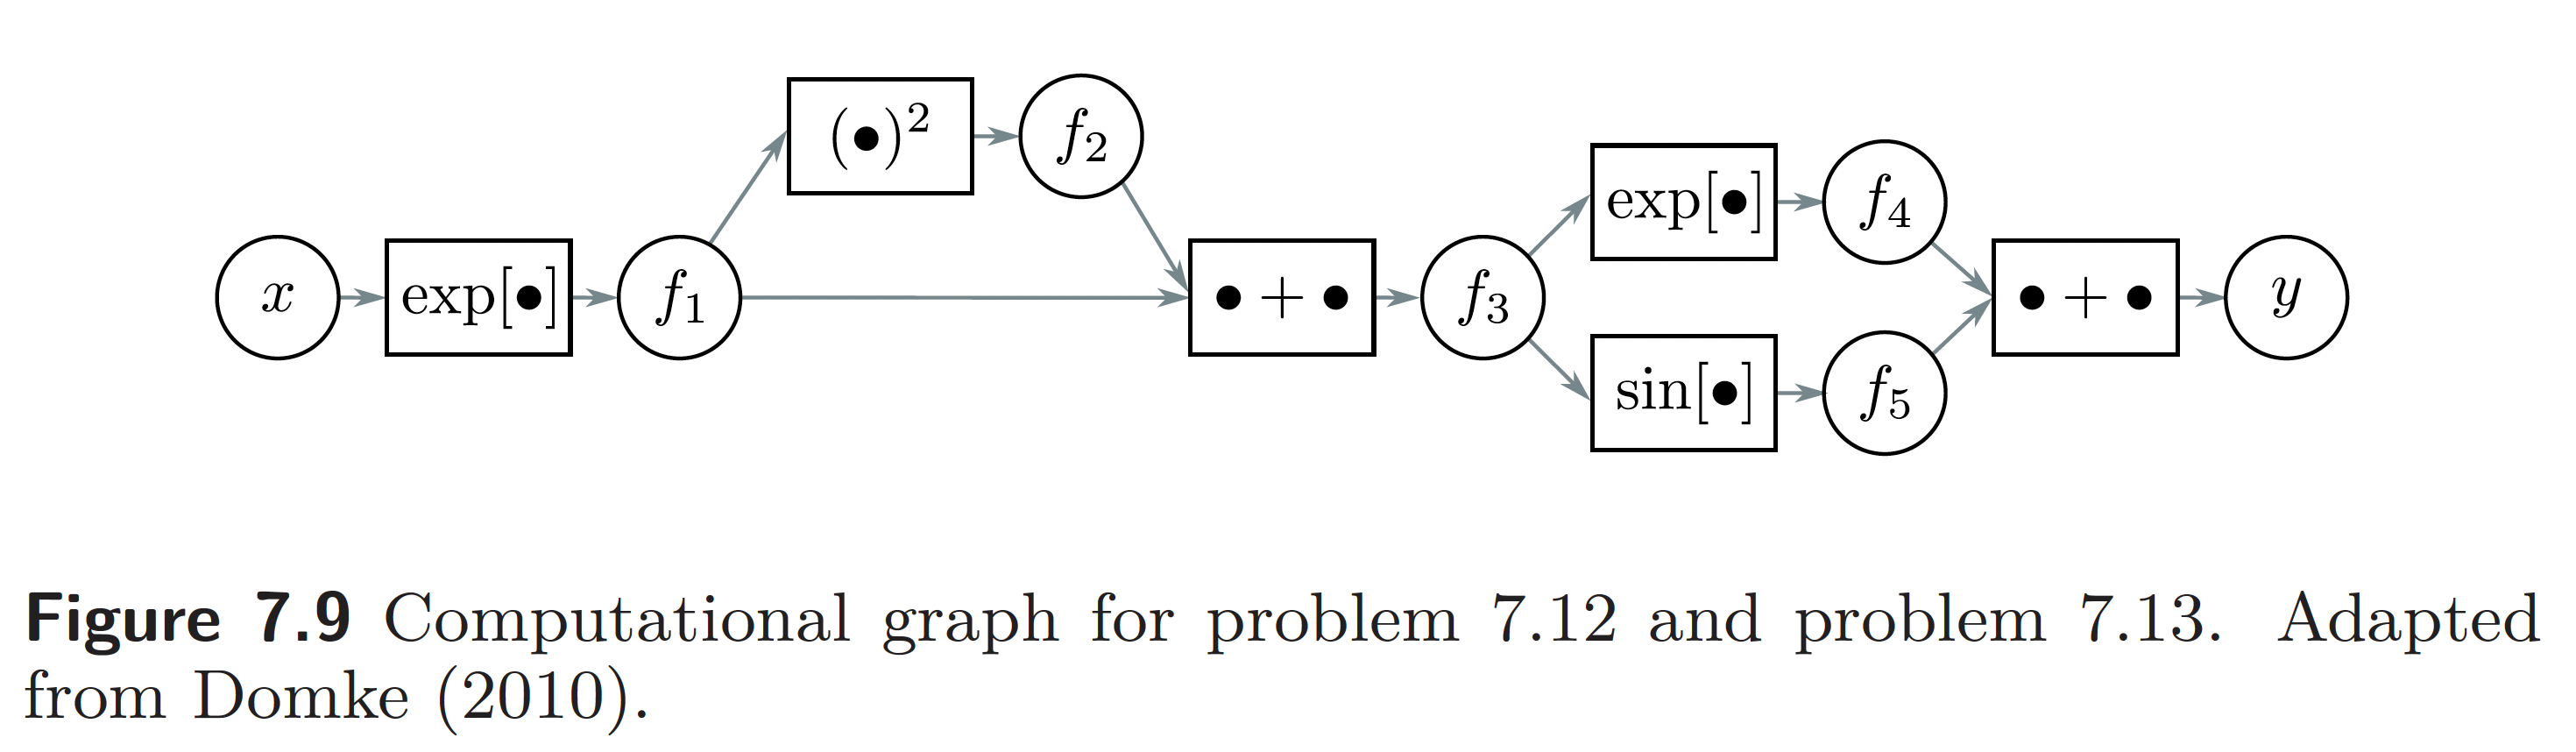 (•)² f₂
exp[•] f₄
x exp[•] f₁ • + • f₃ • + • y
sin[•] f₅
Figure 7.9 Computational graph for problem 7.12 and problem 7.13. Adapted
from Domke (2010).